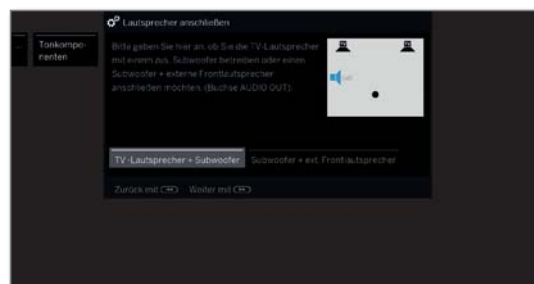 Lautsprecher anschließen
Tonkompo-
nenten
Bitte geben Sie hier an, ob Sie die TV-Lautsprecher
mit einem zus. Subwoofer betreiben oder einen
Subwoofer + externe Frontlautsprecher
anschließen möchten. (Buchse AUDIO OUT).
TV-Lautsprecher + Subwoofer
Subwoofer + ext. Frontlautsprecher
Zurück mit
Weiter mit